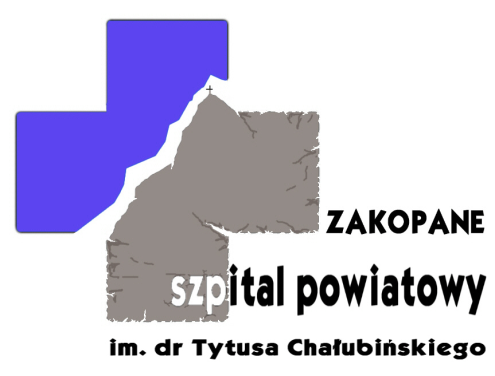 ZAKOPANE
szpital powiatowy
im. dr Tytusa Chałubińskiego